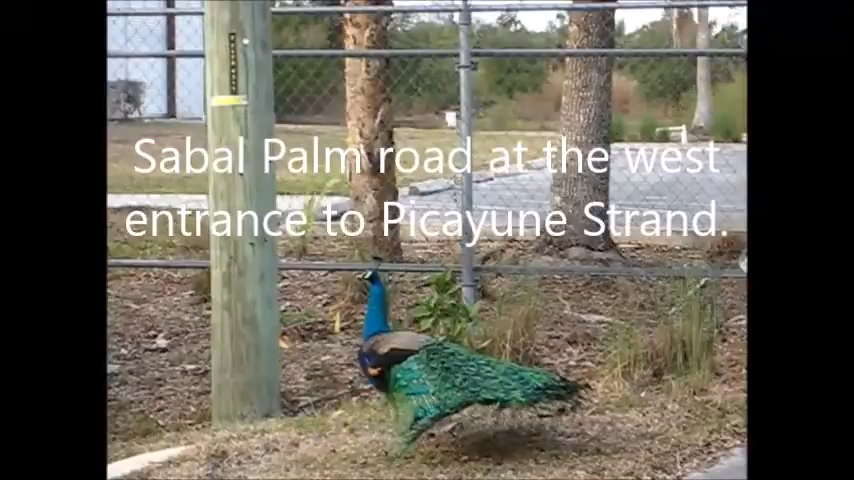 Sabal Palm road at the west
entrance to Picayune Strand.